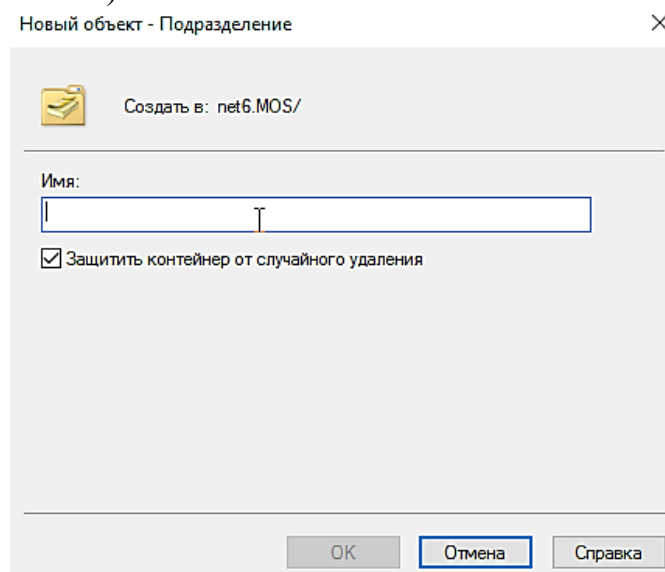 Новый объект - Подразделение
Создать в: net6.MOS/
Имя:
Защитить контейнер от случайного удаления
OK Отмена Справка